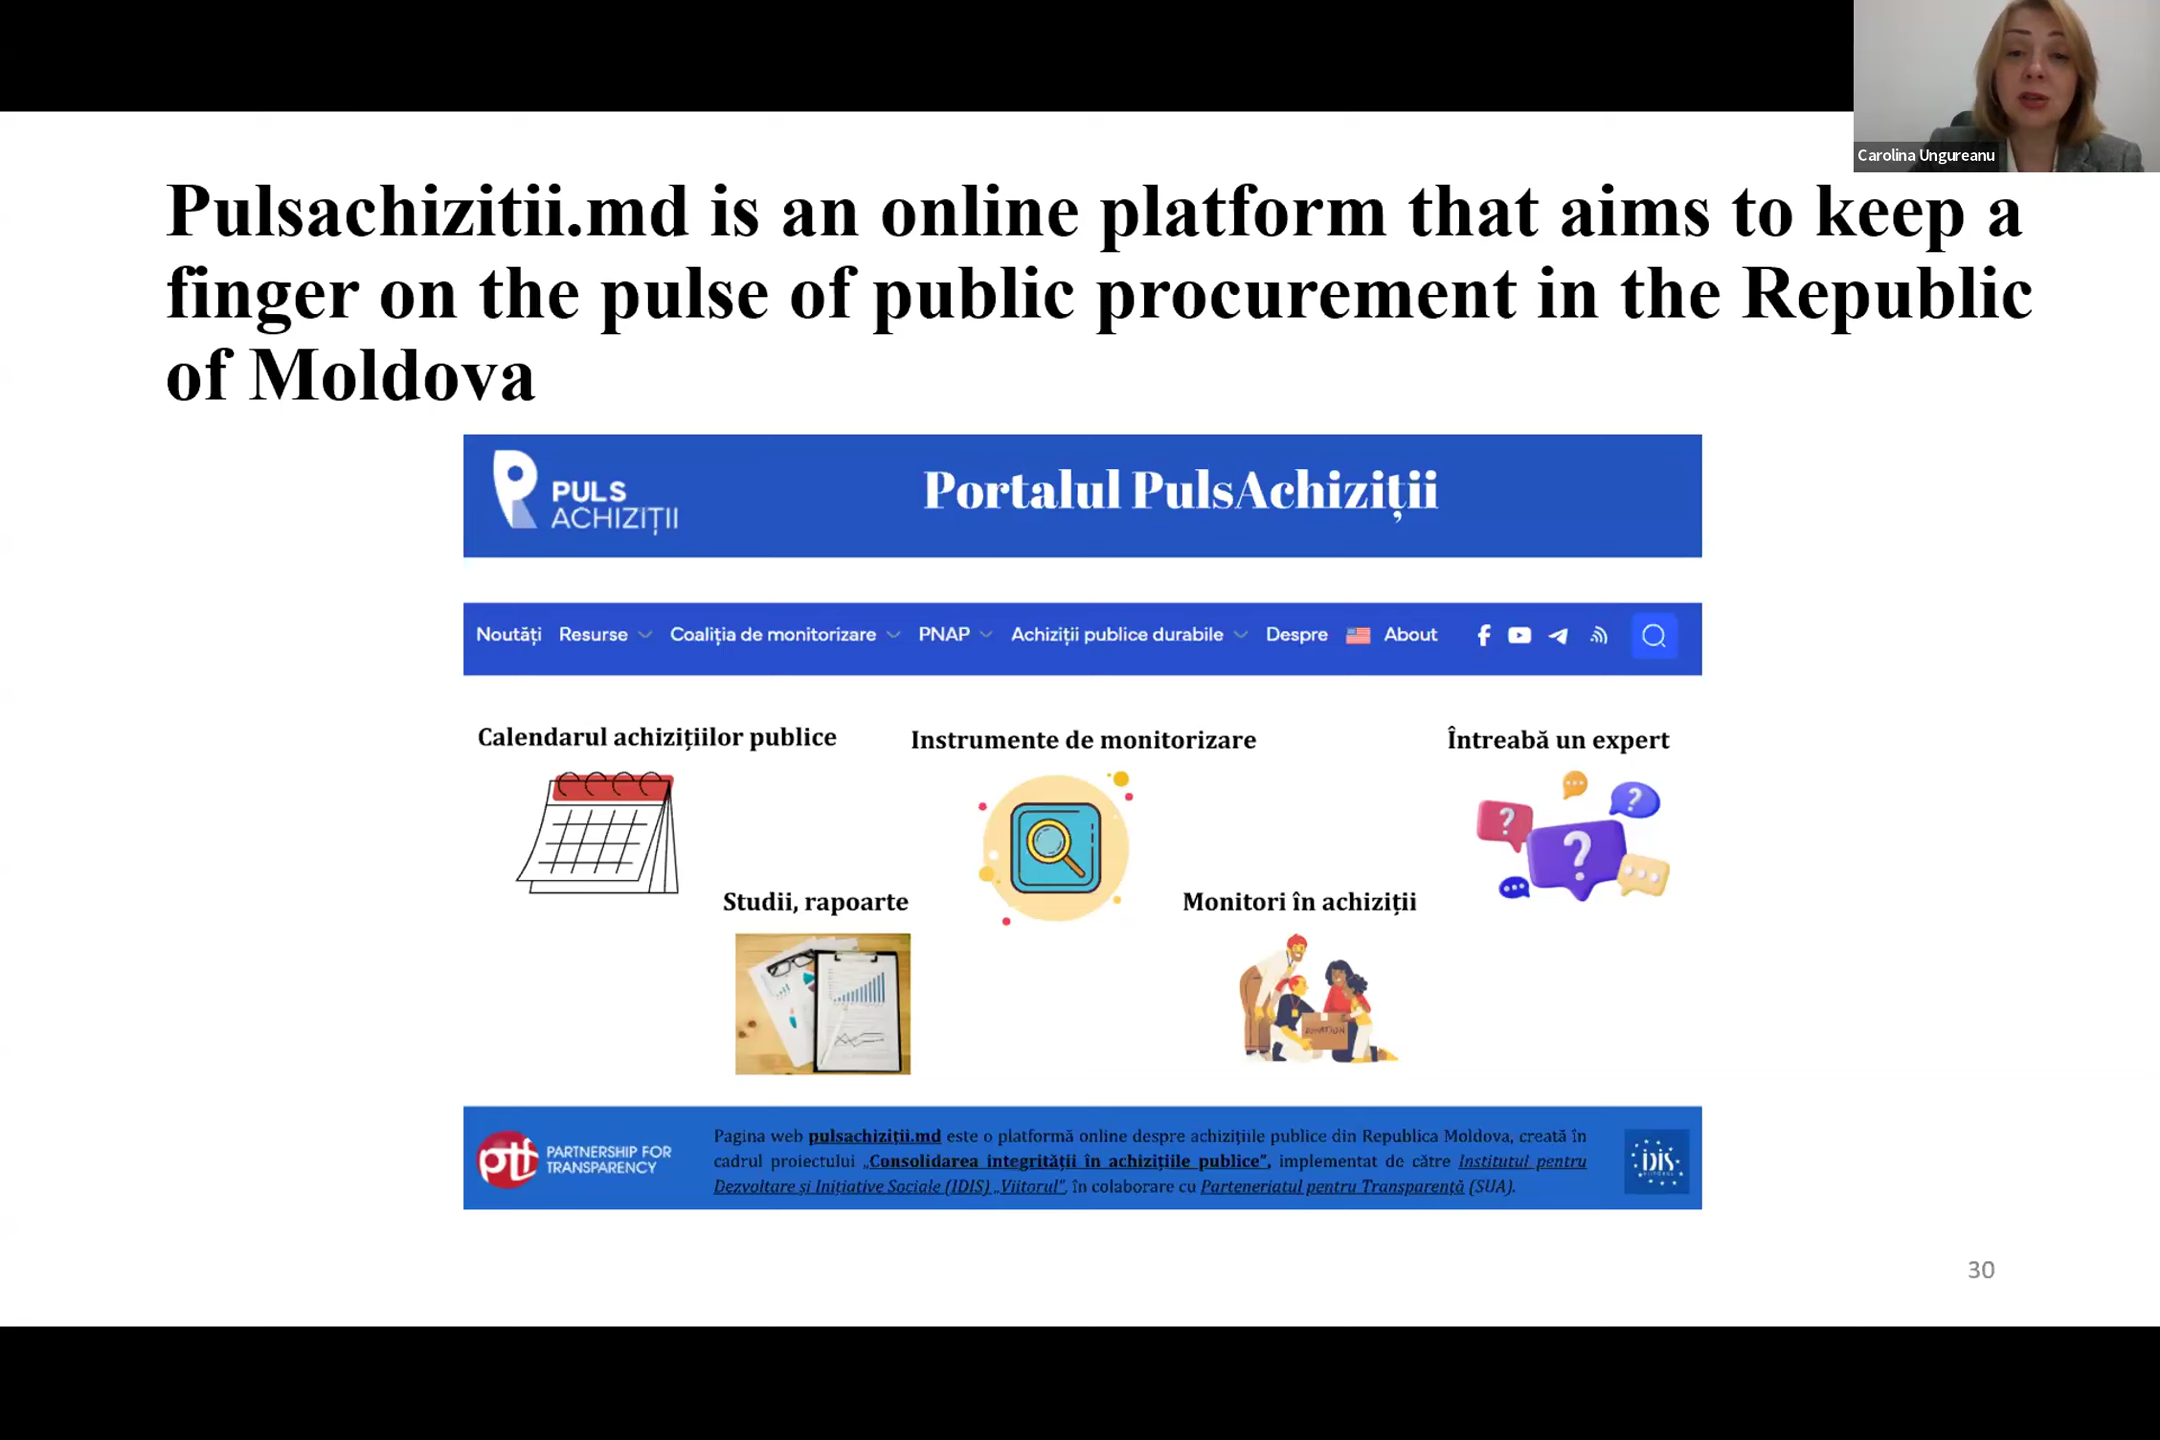 Carolina Ungureanu
Pulsachizitii.md is an online platform that aims to keep a
finger on the pulse of public procurement in the Republic
of Moldova
PULS
ACHIZIȚII
Portalul PulsAchiziții
Noutăți Resurse Coaliția de monitorizare PNAP Achiziții publice durabile Despre About
Calendarul achizițiilor publice
Instrumente de monitorizare
Întreabă un expert
Studii, rapoarte
Monitori în achiziții
DONATION
ptf PARTNERSHIP FOR
TRANSPARENCY
Pagina web pulsachiziții.md este o platformă online despre achizițiile publice din Republica Moldova, creată în
cadrul proiectului „Consolidarea integrității în achizițiile publice”, implementat de către Institutul pentru
Dezvoltare și Inițiative Sociale (IDIS) „Viitorul”, în colaborare cu Parteneriatul pentru Transparență (SUA).
IDIS
VIITORUL
30